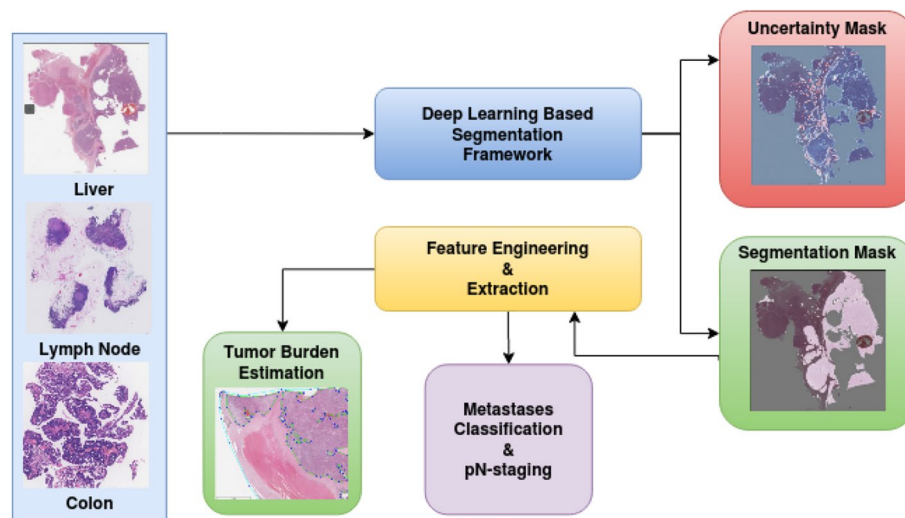 Liver
Lymph Node
Colon
Deep Learning Based
Segmentation
Framework
Uncertainty Mask
Segmentation Mask
Feature Engineering
&
Extraction
Tumor Burden
Estimation
Metastases
Classification
&
pN-staging